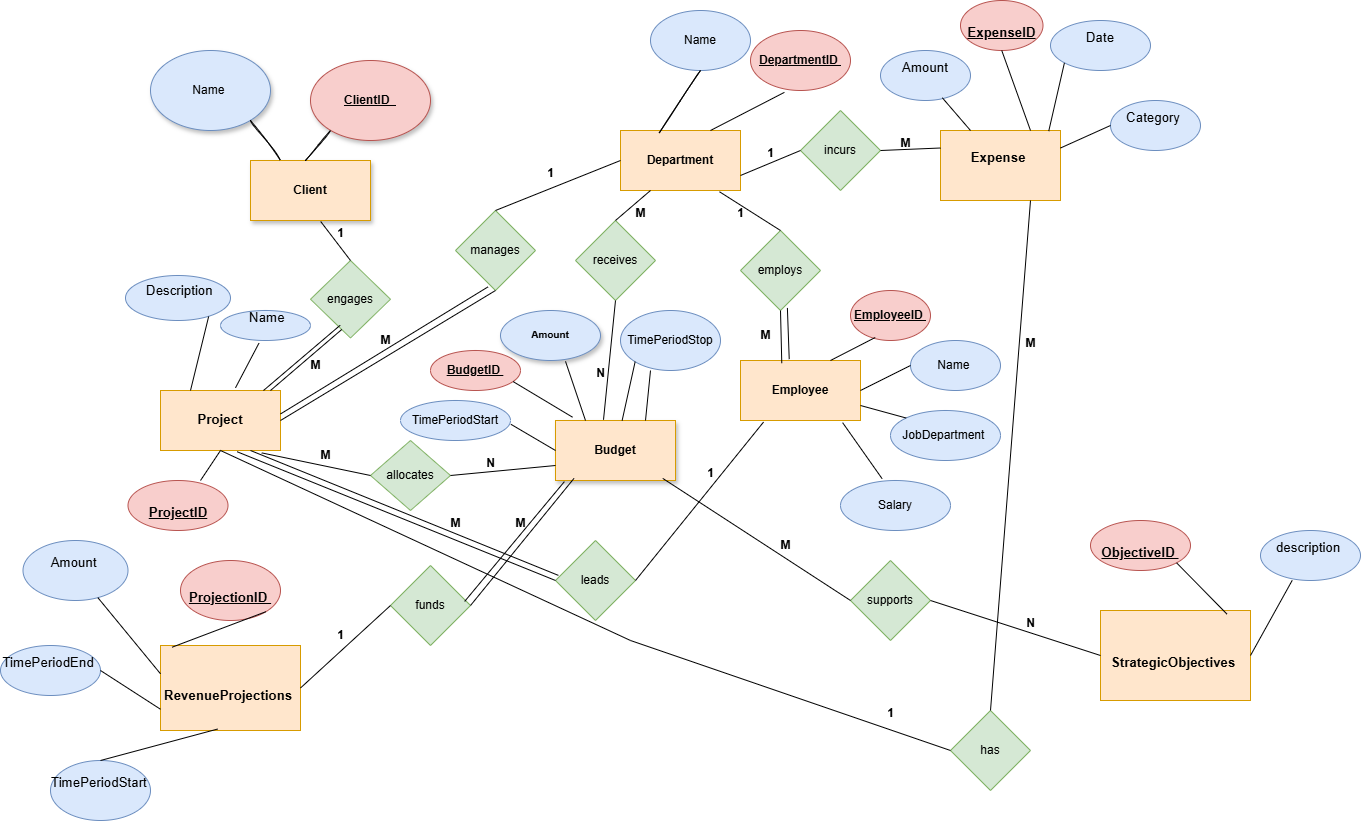 ExpenseID
Date
Name
DepartmentID
Amount
Name
ClientID
Category
Department
1
incurs
M
Expense
1
Client
M
1
1
manages
receives
employs
engages
Description
Name
EmployeeID
Amount
TimePeriodStop
M
M
M
M
BudgetID
N
Name
Employee
Project
TimePeriodStart
JobDepartment
M
allocates
N
Budget
1
Salary
ProjectID
M
M
M
description
ObjectiveID
Amount
ProjectionID
funds
leads
supports
1
N
TimePeriodEnd
RevenueProjections
StrategicObjectives
1
has
TimePeriodStart